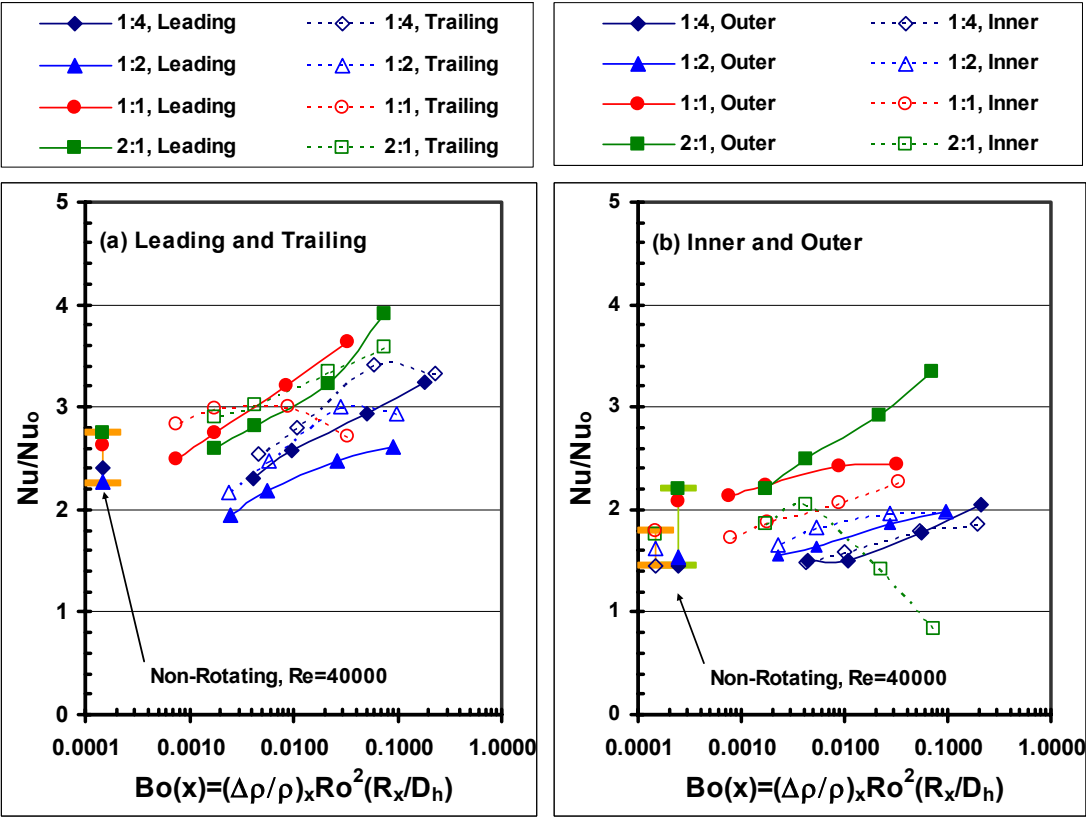 1:4, Leading 1:4, Trailing
1:2, Leading 1:2, Trailing
1:1, Leading 1:1, Trailing
2:1, Leading 2:1, Trailing
1:4, Outer 1:4, Inner
1:2, Outer 1:2, Inner
1:1, Outer 1:1, Inner
2:1, Outer 2:1, Inner
(a) Leading and Trailing
Nu/Nuo
5
4
3
2
1
0
Non-Rotating, Re=40000
0.0001 0.0010 0.0100 0.1000 1.0000
Bo(x)=(Δρ/ρ)xRo²(Rx/Dh)
(b) Inner and Outer
Nu/Nuo
5
4
3
2
1
0
Non-Rotating, Re=40000
0.0001 0.0010 0.0100 0.1000 1.0000
Bo(x)=(Δρ/ρ)xRo²(Rx/Dh)